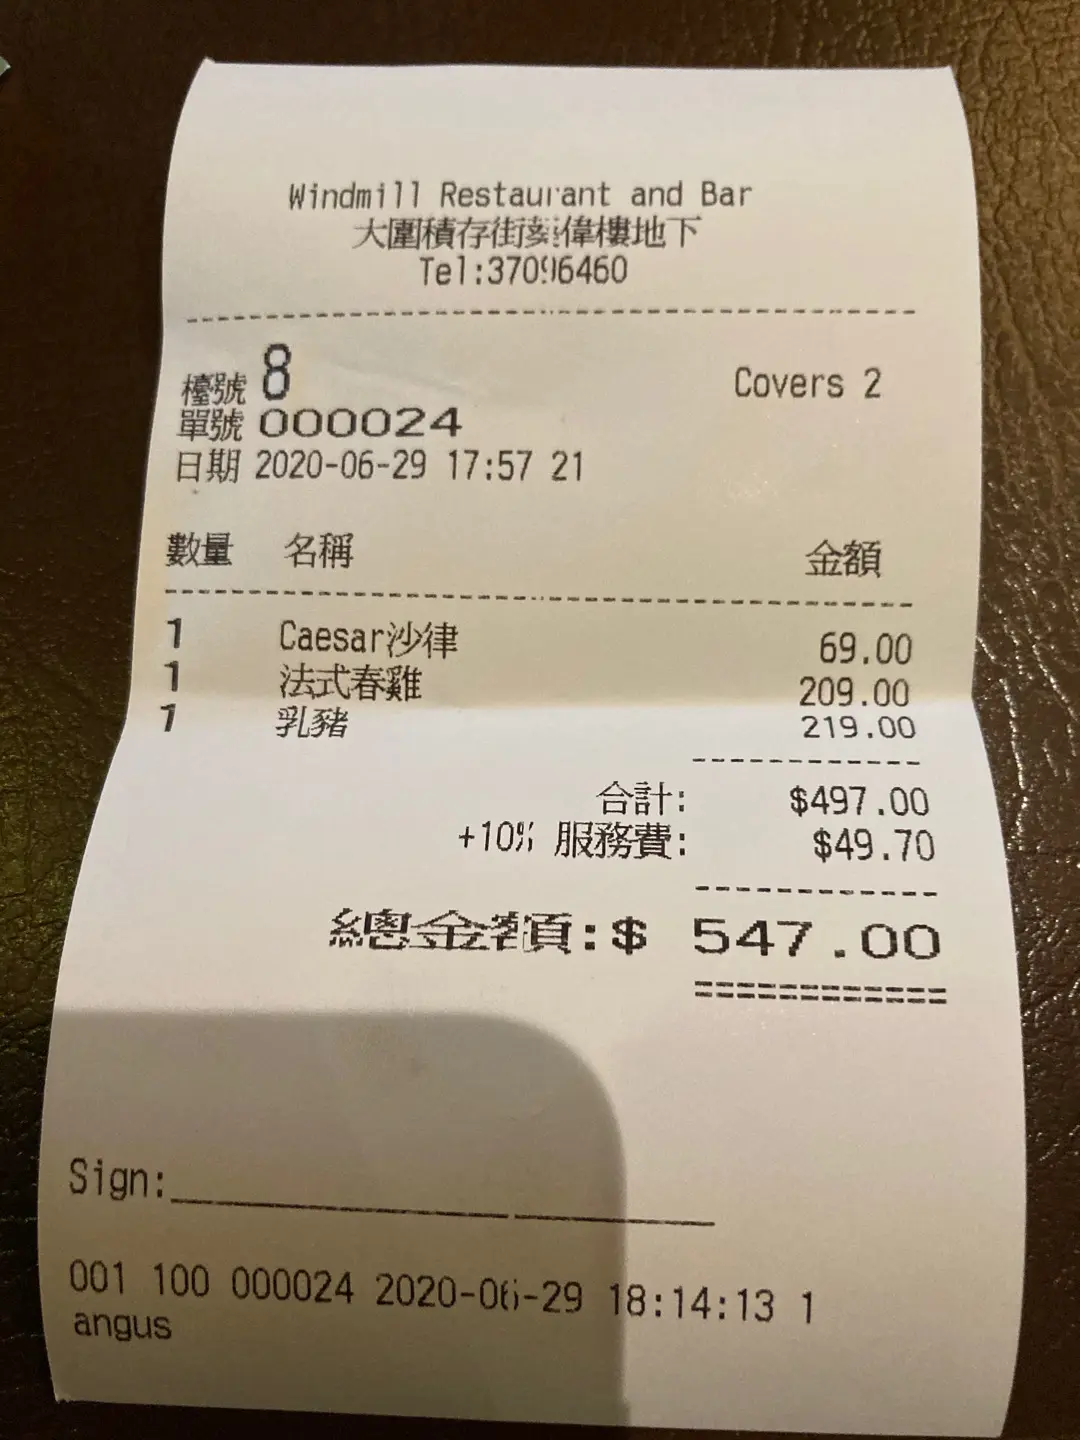 Windmill Restaurant and Bar
大圍積存街葵偉樓地下
Tel:37096460
檯號 8 Covers 2
單號 000024
日期 2020-06-29 17:57 21
數量 名稱 金額
1 Caesar沙律 69.00
1 法式春雞 209.00
1 乳豬 219.00
合計: $497.00
+10% 服務費: $49.70
總金額:$ 547.00
Sign:
001 100 000024 2020-06-29 18:14:13 1
angus